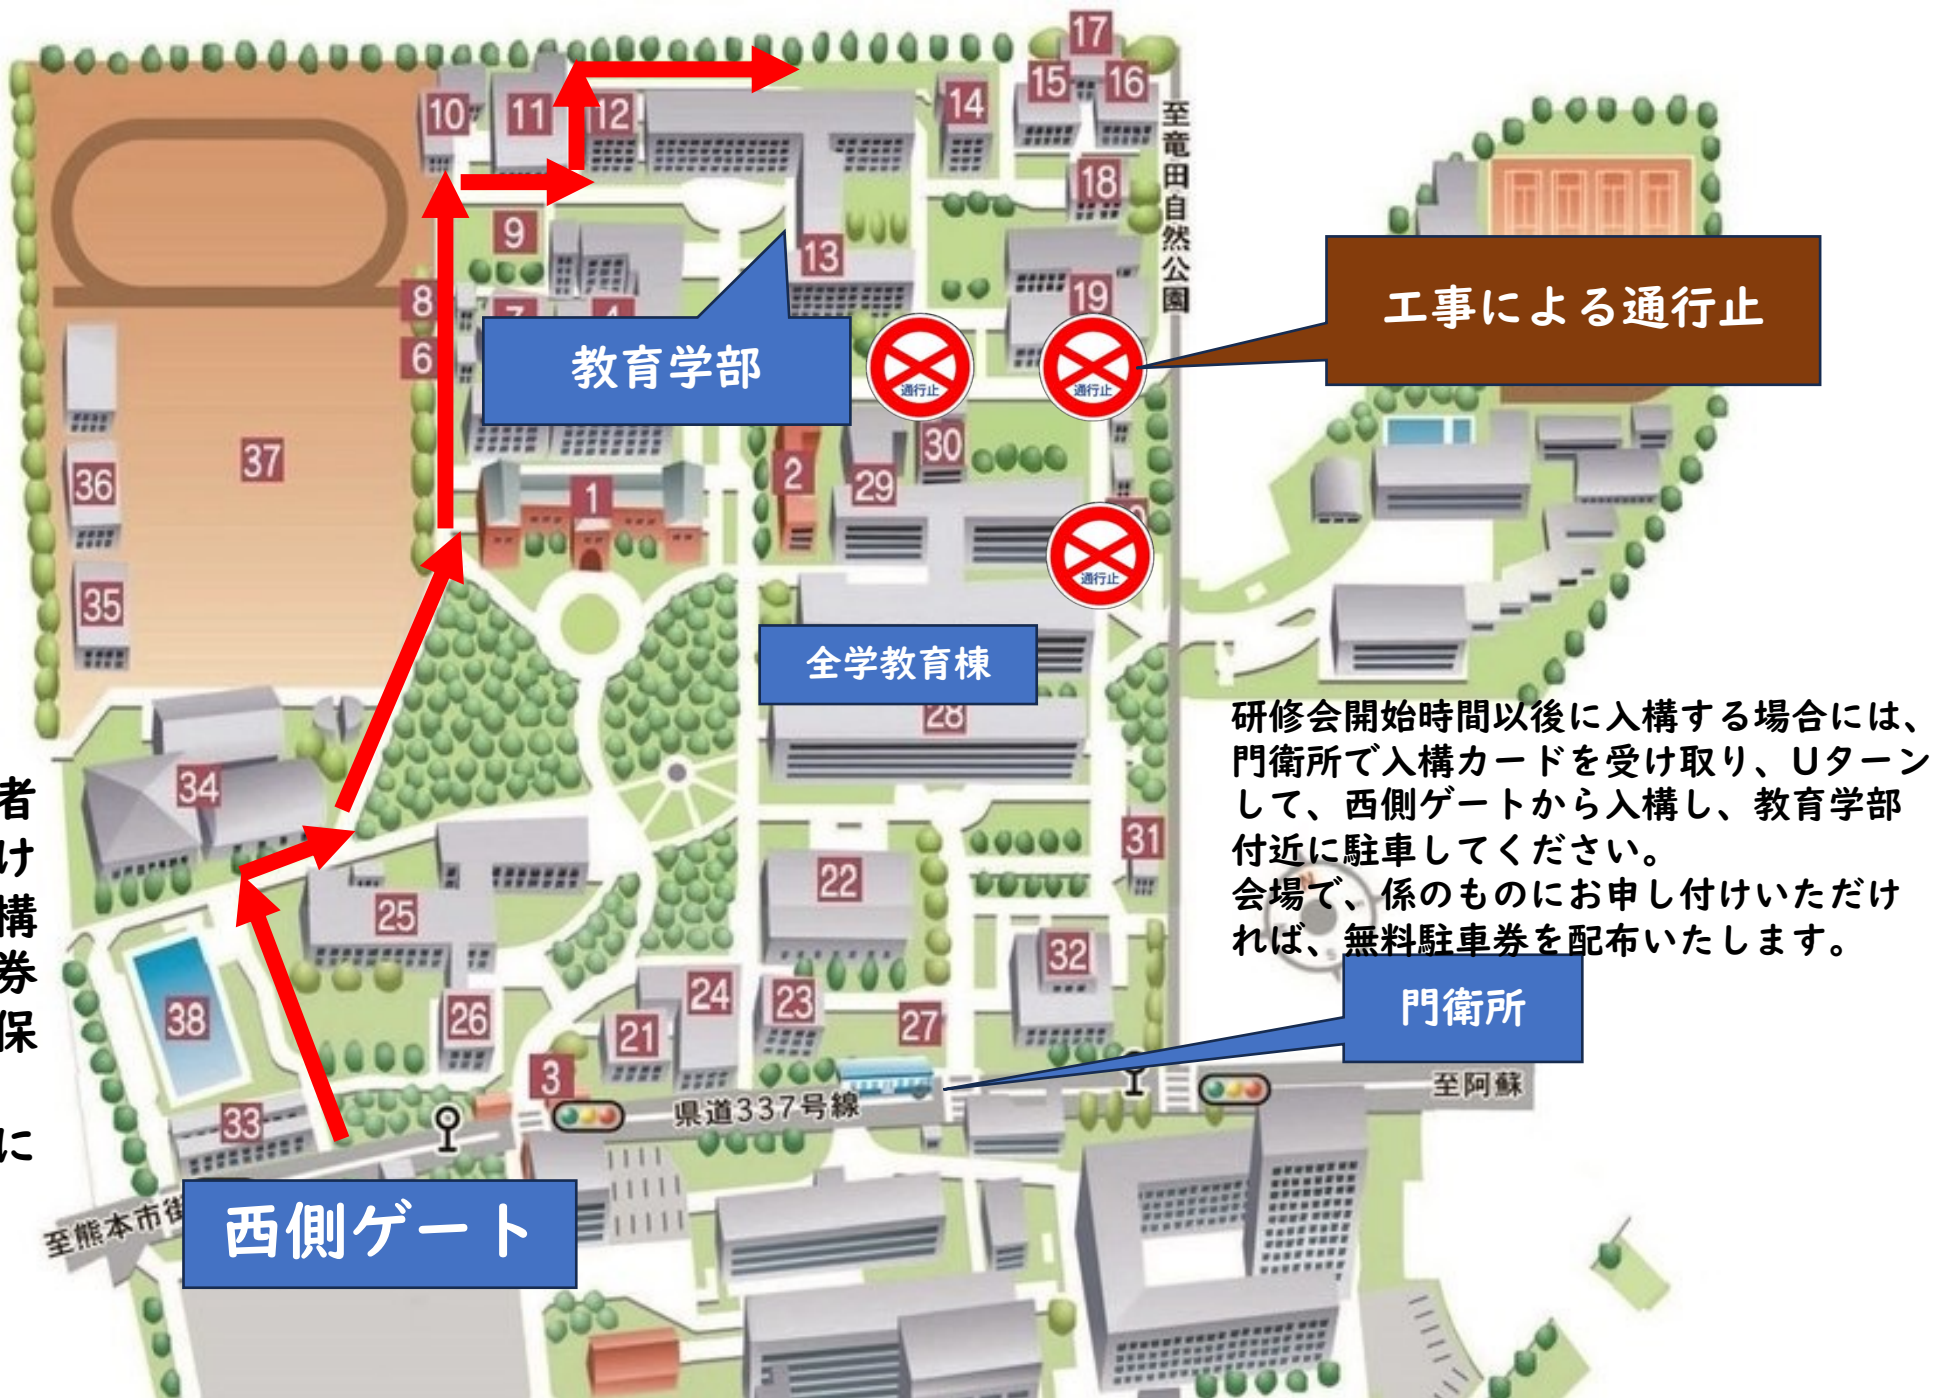 17
10
11
12
14
15
16
至竜田自然公園
18
9
13
8
7
4
19
工事による通行止
6
教育学部
通行止
通行止
37
36
1
2
29
30
35
通行止
全学教育棟
28
研修会開始時間以後に入構する場合には、
門衛所で入構カードを受け取り、Uターン
して、西側ゲートから入構し、教育学部
付近に駐車してください。
会場で、係のものにお申し付けいただけ
れば、無料駐車券を配布いたします。
者
け
構
券
保
に
34
31
22
25
32
38
26
24
23
27
21
門衛所
3
県道337号線
至阿蘇
33
至熊本市街
西側ゲート